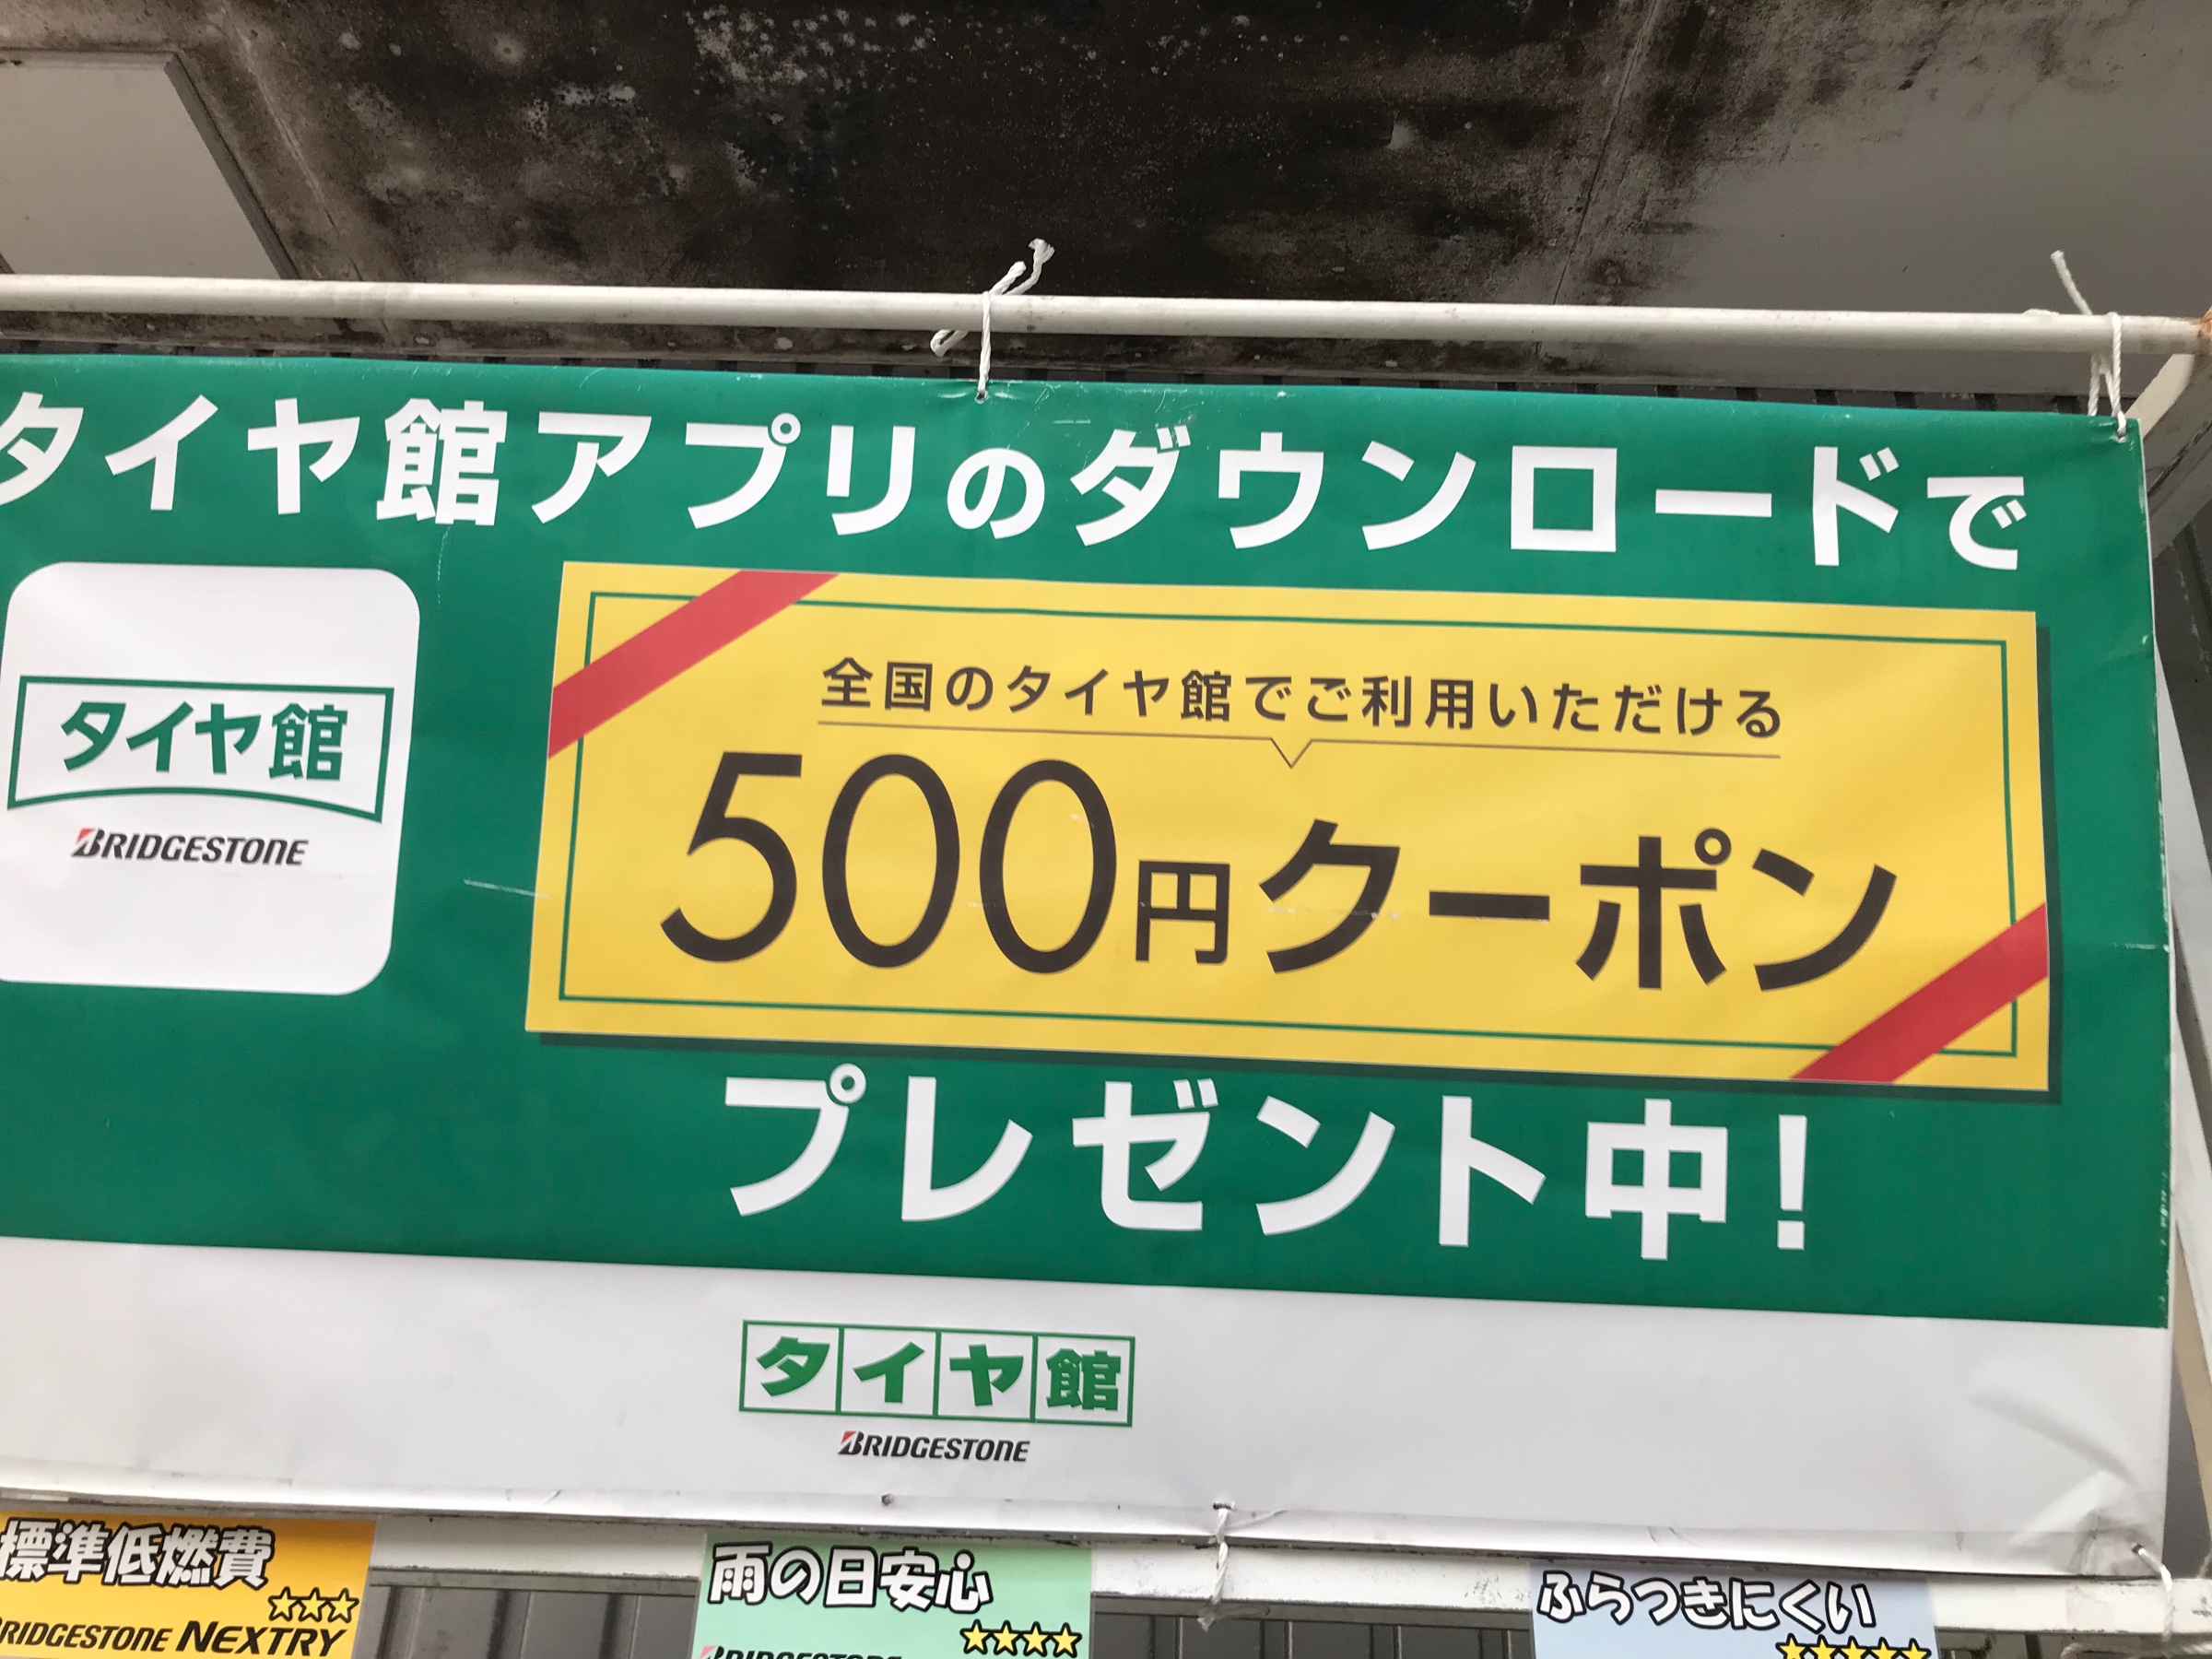 タイヤ館アプリのダウンロードで
タイヤ館
BRIDGESTONE
全国のタイヤ館でご利用いただける
500円クーポン
プレゼント中!
タイヤ館
BRIDGESTONE
標準低燃費
★★★
BRIDGESTONE NEXTRY
雨の日安心
★★★★
BRIDGESTONE
ふらつきにくい
★★★★★